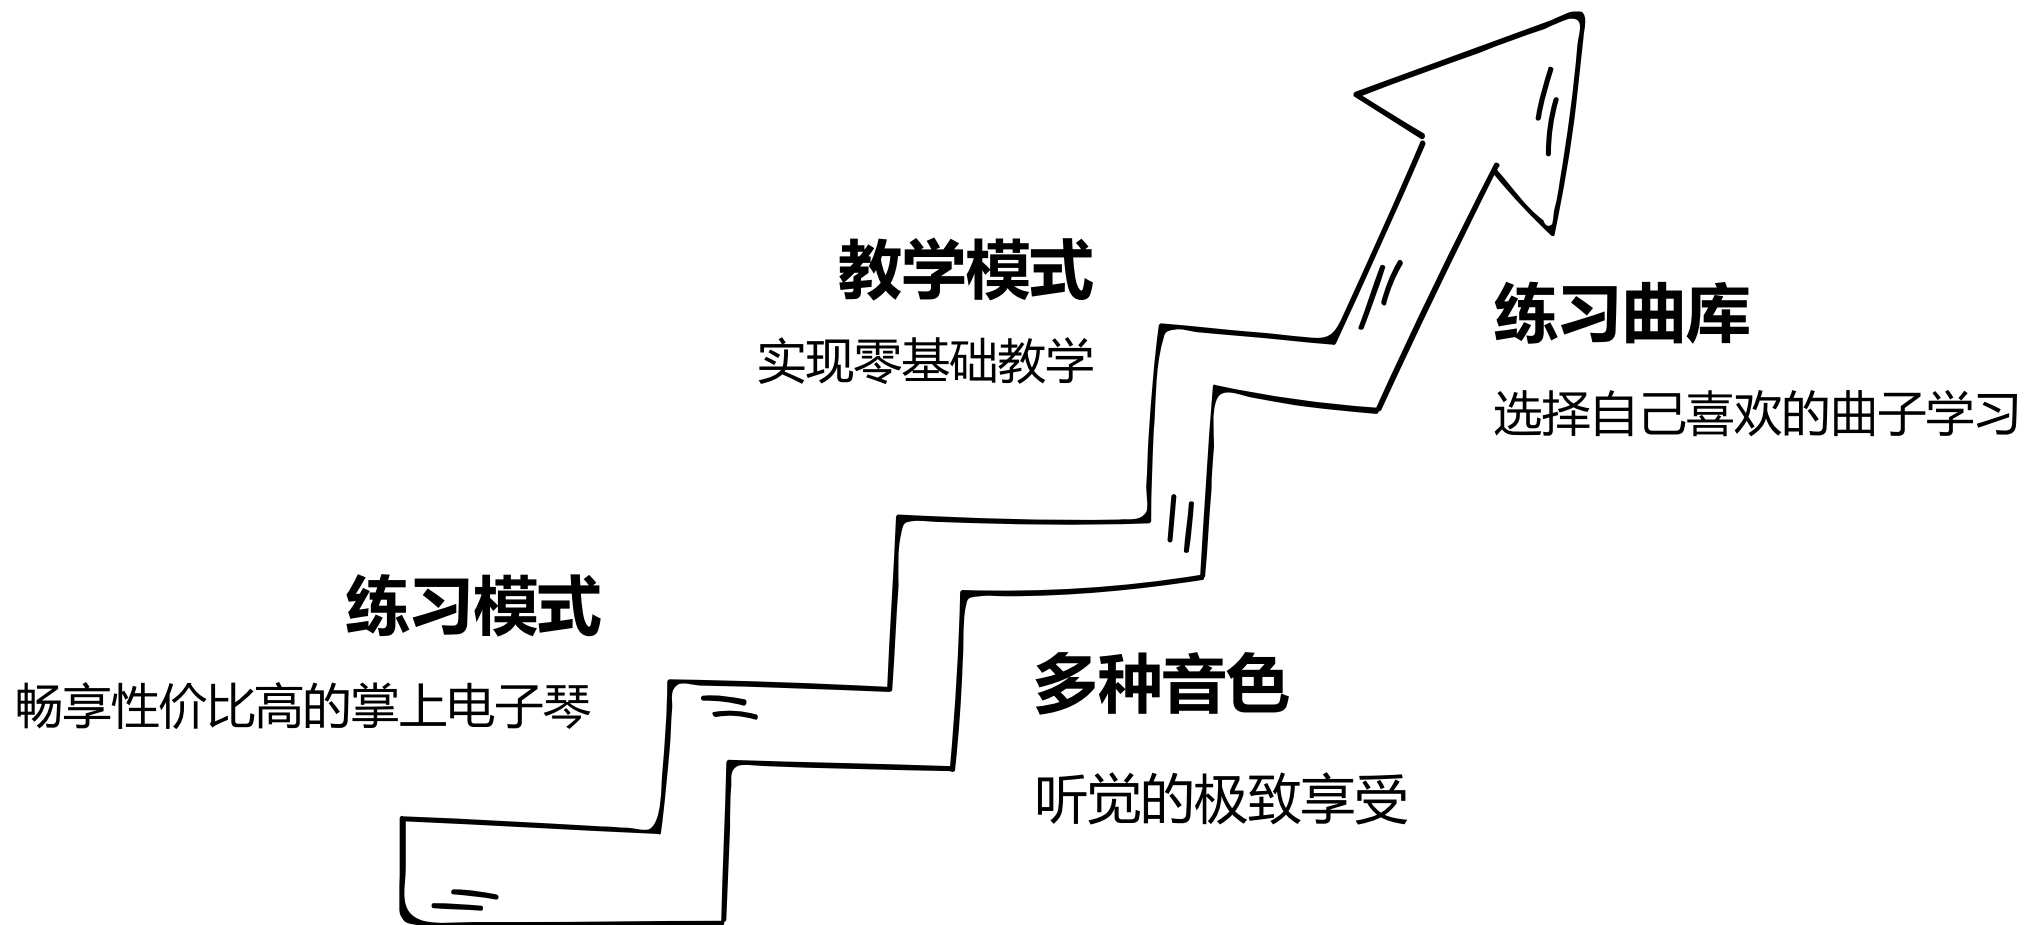 教学模式
实现零基础教学
练习曲库
选择自己喜欢的曲子学习
练习模式
畅享性价比高的掌上电子琴
多种音色
听觉的极致享受